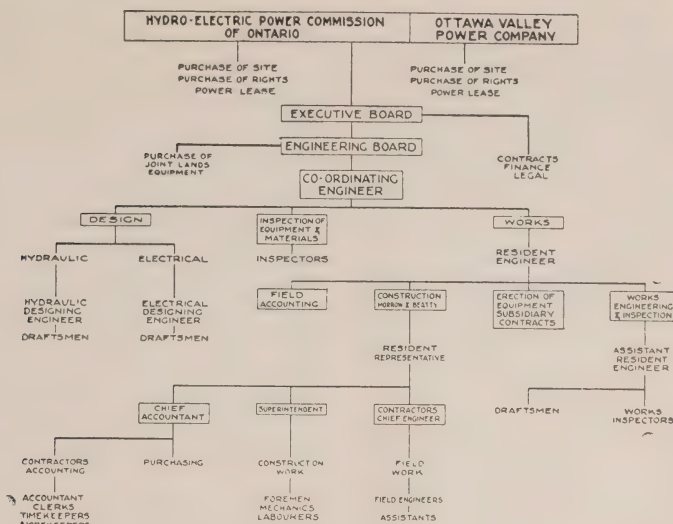 HYDRO-ELECTRIC POWER COMMISSION
OF ONTARIO
OTTAWA VALLEY
POWER COMPANY
PURCHASE OF SITE
PURCHASE OF RIGHTS
POWER LEASE
PURCHASE OF SITE
PURCHASE OF RIGHTS
POWER LEASE
EXECUTIVE BOARD
PURCHASE OF
JOINT LANDS
EQUIPMENT
ENGINEERING BOARD
CONTRACTS
FINANCE
LEGAL
CO-ORDINATING
ENGINEER
DESIGN
INSPECTION OF
EQUIPMENT &
MATERIALS
WORKS
HYDRAULIC
ELECTRICAL
INSPECTORS
RESIDENT
ENGINEER
HYDRAULIC
DESIGNING
ENGINEER
DRAFTSMEN
ELECTRICAL
DESIGNING
ENGINEER
DRAFTSMEN
FIELD
ACCOUNTING
CONSTRUCTION
MORROW & BEATTY
ERECTION OF
EQUIPMENT
SUBSIDIARY
CONTRACTS
WORKS
ENGINEERING
& INSPECTION
RESIDENT
REPRESENTATIVE
ASSISTANT
RESIDENT
ENGINEER
CHIEF
ACCOUNTANT
SUPERINTENDENT
CONTRACTORS
CHIEF ENGINEER
DRAFTSMEN
WORKS
INSPECTORS
CONTRACTORS
ACCOUNTING
PURCHASING
CONSTRUCTION
WORK
FIELD
WORK
ACCOUNTANT
CLERKS
TIMEKEEPERS
FOREMEN
MECHANICS
LABOURERS
FIELD ENGINEERS
ASSISTANTS